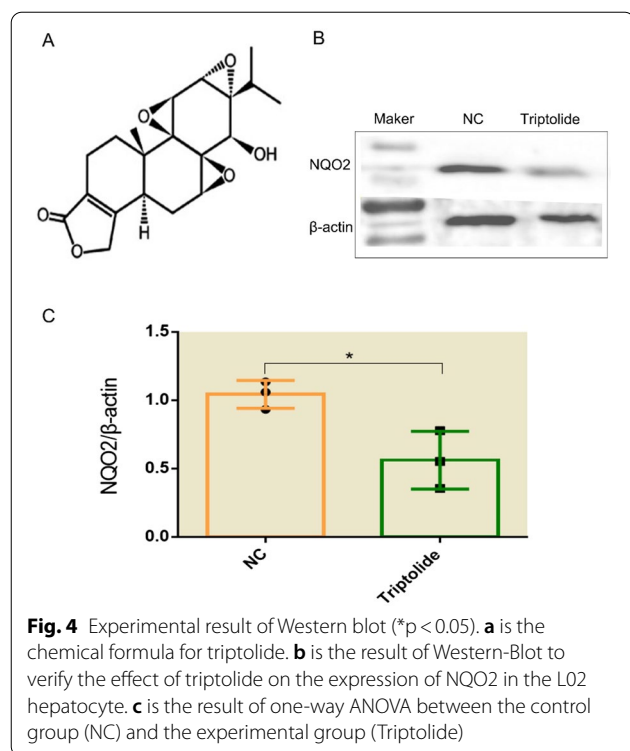 A
B
O
O
OH
O
O
O
H
Maker NC Triptolide
NQO2
β-actin
C
NQO2/β-actin
1.5
1.0
0.5
0.0
*
NC
Triptolide
Fig. 4 Experimental result of Western blot (*p < 0.05). a is the
chemical formula for triptolide. b is the result of Western-Blot to
verify the effect of triptolide on the expression of NQO2 in the L02
hepatocyte. c is the result of one-way ANOVA between the control
group (NC) and the experimental group (Triptolide)